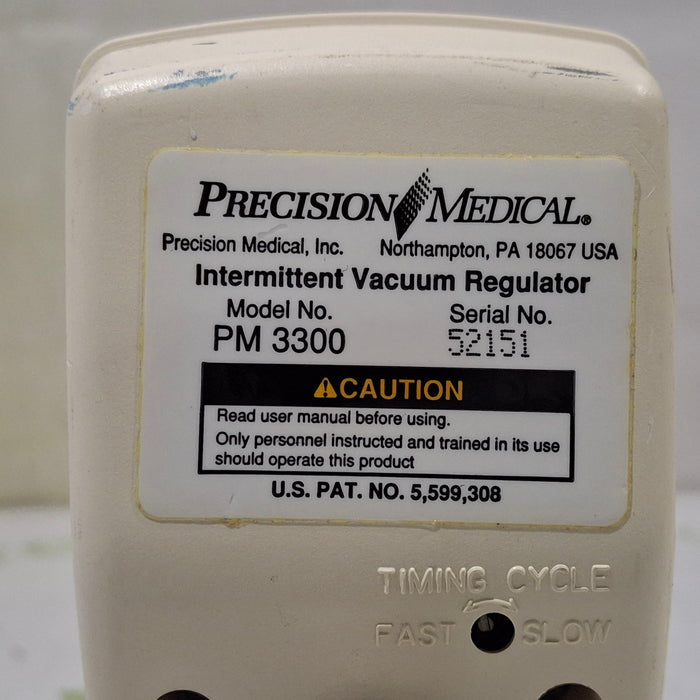 PRECISION MEDICAL®
Precision Medical, Inc. Northampton, PA 18067 USA
Intermittent Vacuum Regulator
Model No. Serial No.
PM 3300 52151
CAUTION
Read user manual before using.
Only personnel instructed and trained in its use
should operate this product
U.S. PAT. NO. 5,599,308
TIMING CYCLE
FAST SLOW